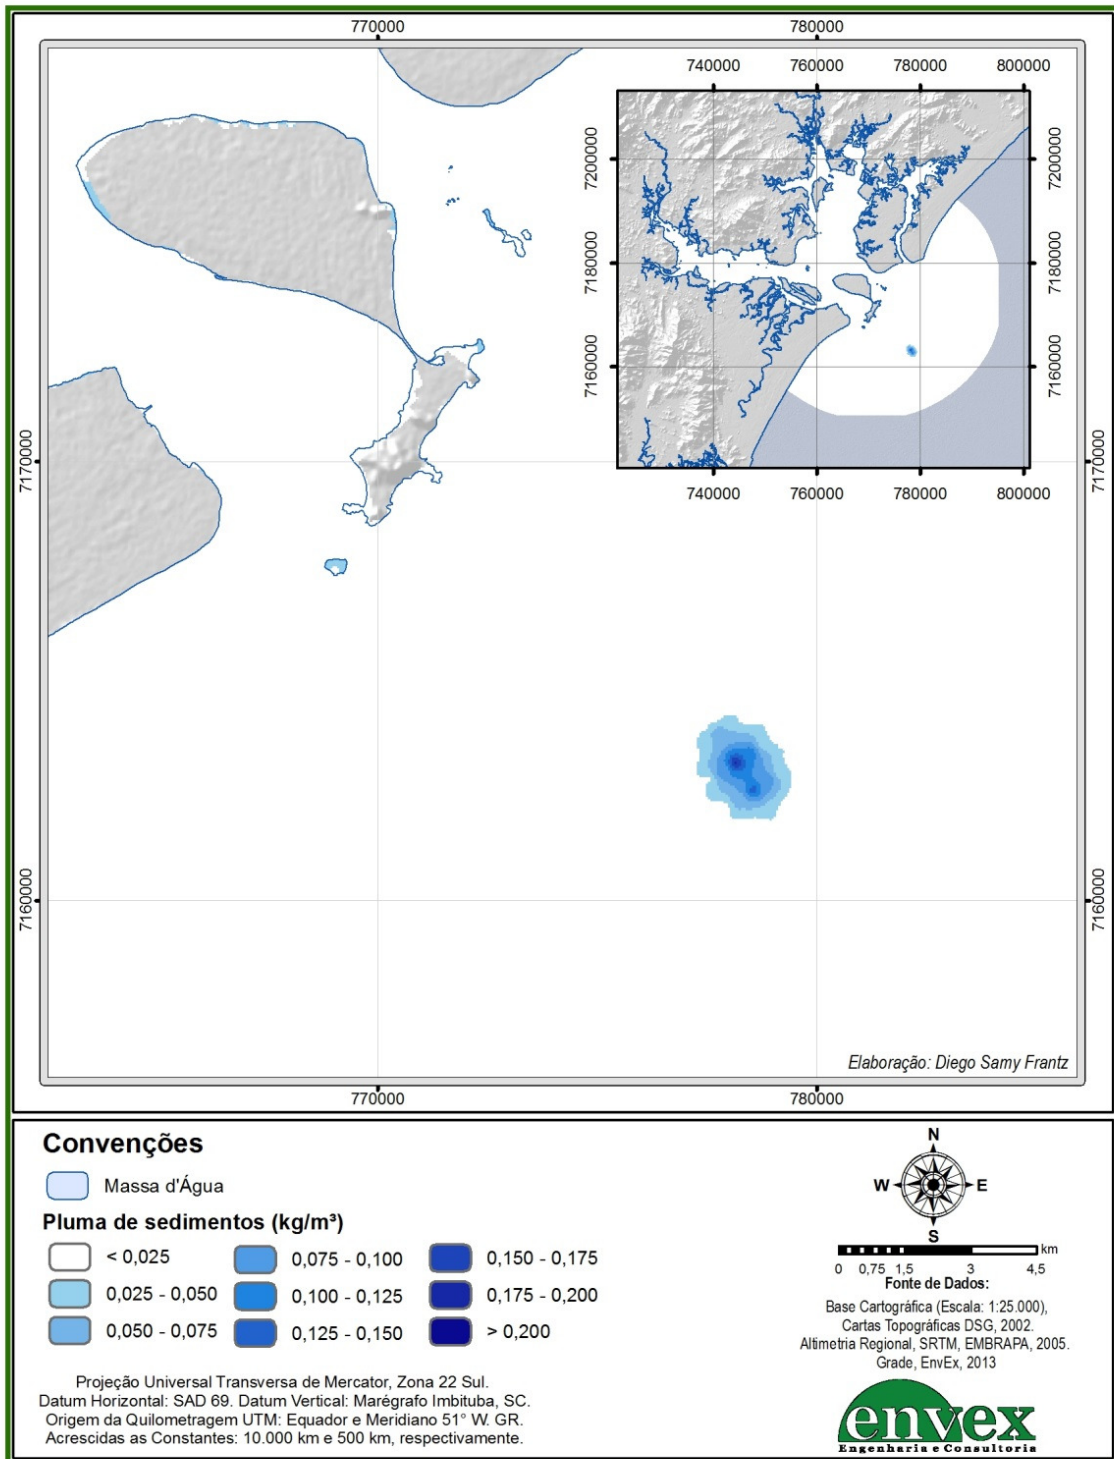 770000
780000
740000
760000
780000
800000
7200000
7200000
7180000
7180000
7160000
7160000
740000
760000
780000
800000
7170000
7170000
7160000
7160000
Elaboração: Diego Samy Frantz
770000
780000
Convenções
Massa d'Água
Pluma de sedimentos (kg/m³)
< 0,025
0,075 - 0,100
0,150 - 0,175
0,025 - 0,050
0,100 - 0,125
0,175 - 0,200
0,050 - 0,075
0,125 - 0,150
> 0,200
Projeção Universal Transversa de Mercator, Zona 22 Sul.
Datum Horizontal: SAD 69. Datum Vertical: Marégrafo Imbituba, SC.
Origem da Quilometragem UTM: Equador e Meridiano 51° W. GR.
Acrescidas as Constantes: 10.000 km e 500 km, respectivamente.
N
W
E
S
km
0 0,75 1,5 3 4,5
Fonte de Dados:
Base Cartográfica (Escala: 1:25.000),
Cartas Topográficas DSG, 2002.
Altimetria Regional, SRTM, EMBRAPA, 2005.
Grade, EnvEx, 2013
envex
Engenharia e Consultoria